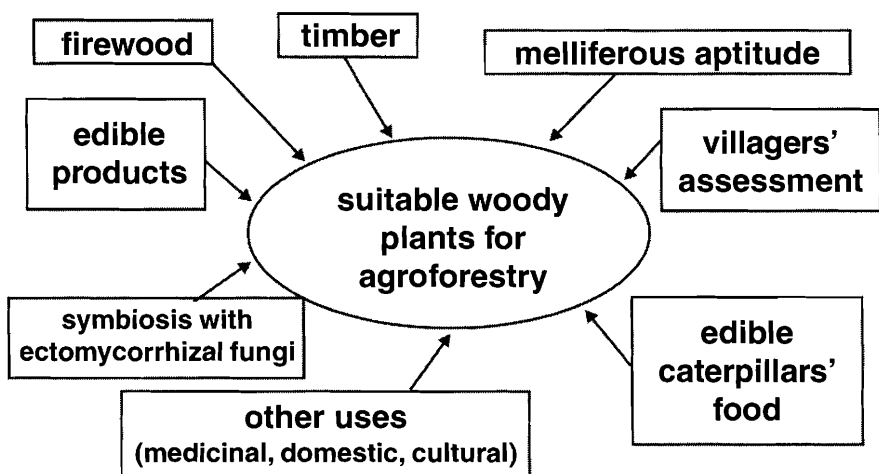 firewood
timber
melliferous aptitude
edible
products
villagers’
assessment
suitable woody
plants for
agroforestry
symbiosis with
ectomycorrhizal fungi
edible
caterpillars’
food
other uses
(medicinal, domestic, cultural)